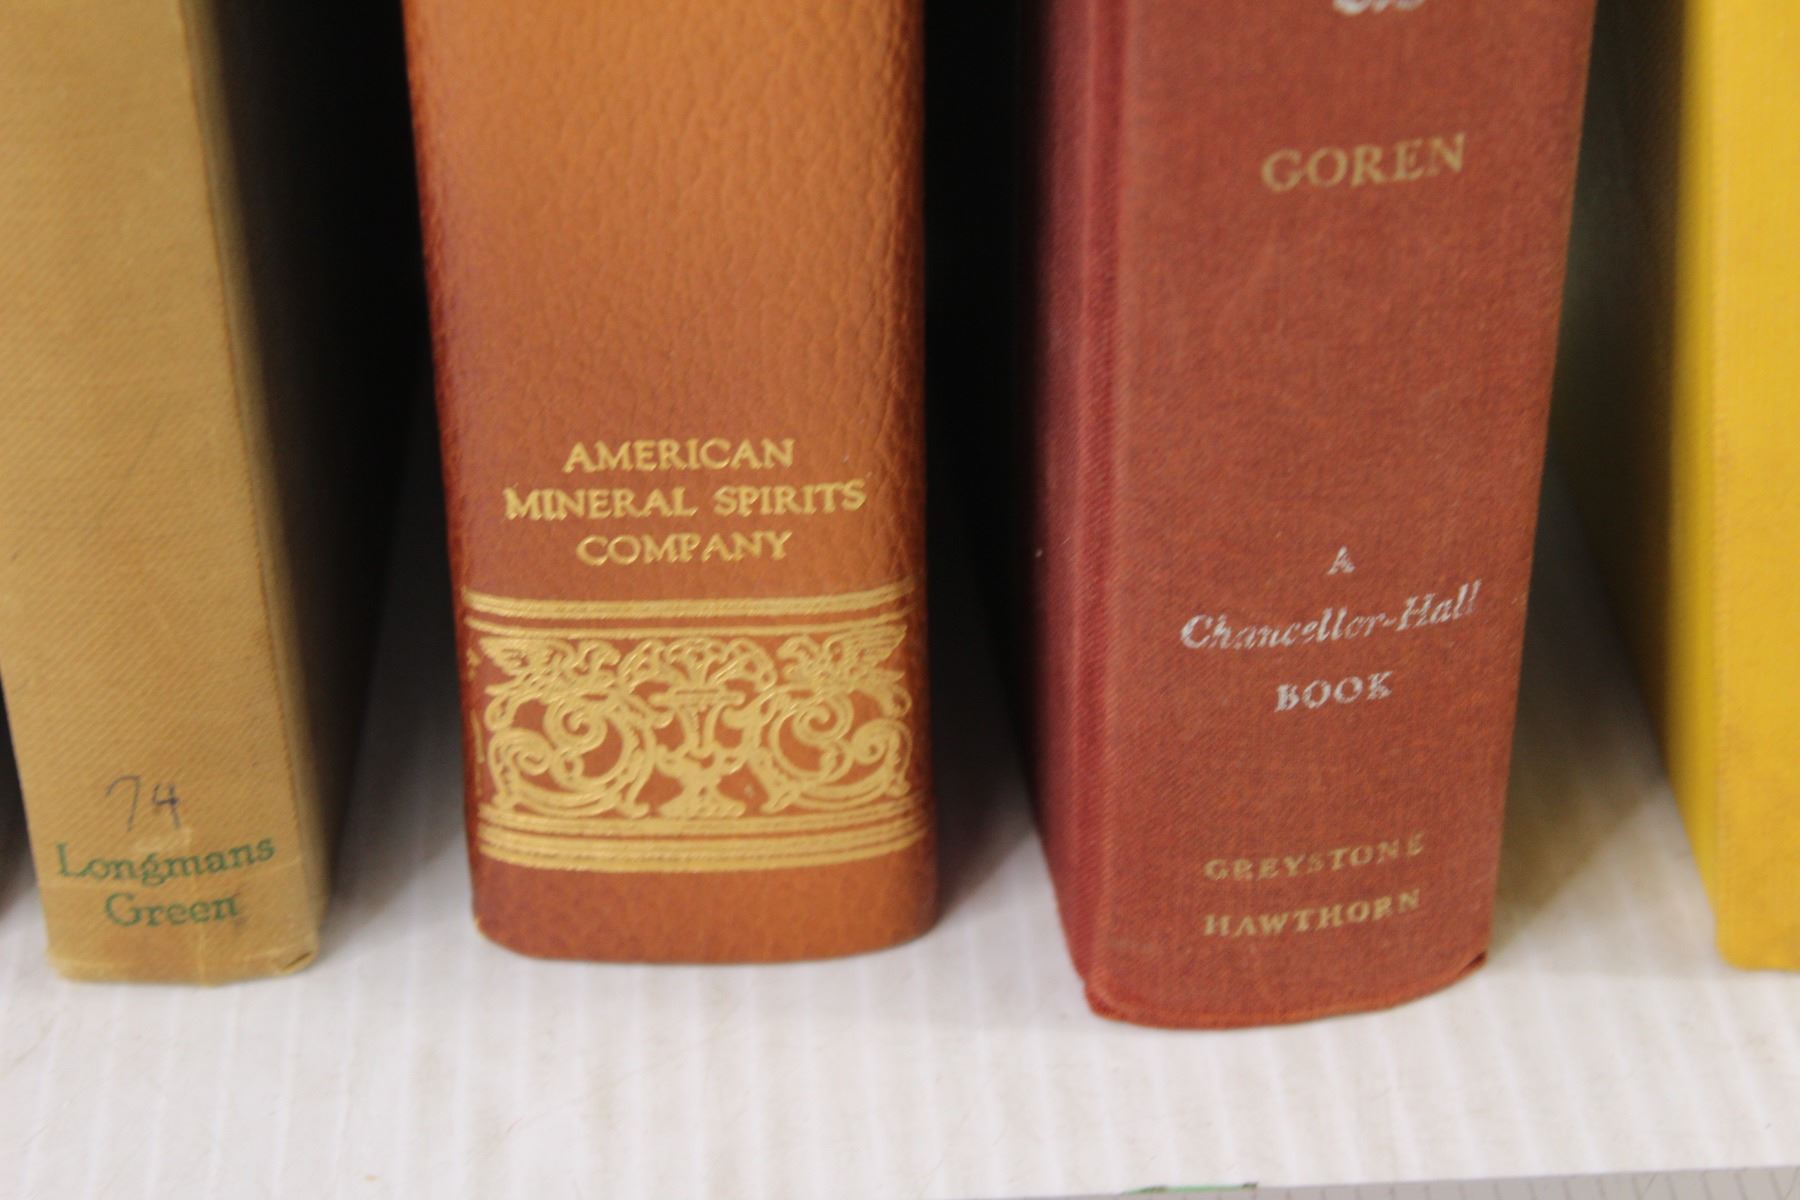 74
Longmans
Green
AMERICAN
MINERAL SPIRITS
COMPANY
GOREN
A
Chancellor-Hall
BOOK
GREYSTONE
HAWTHORN